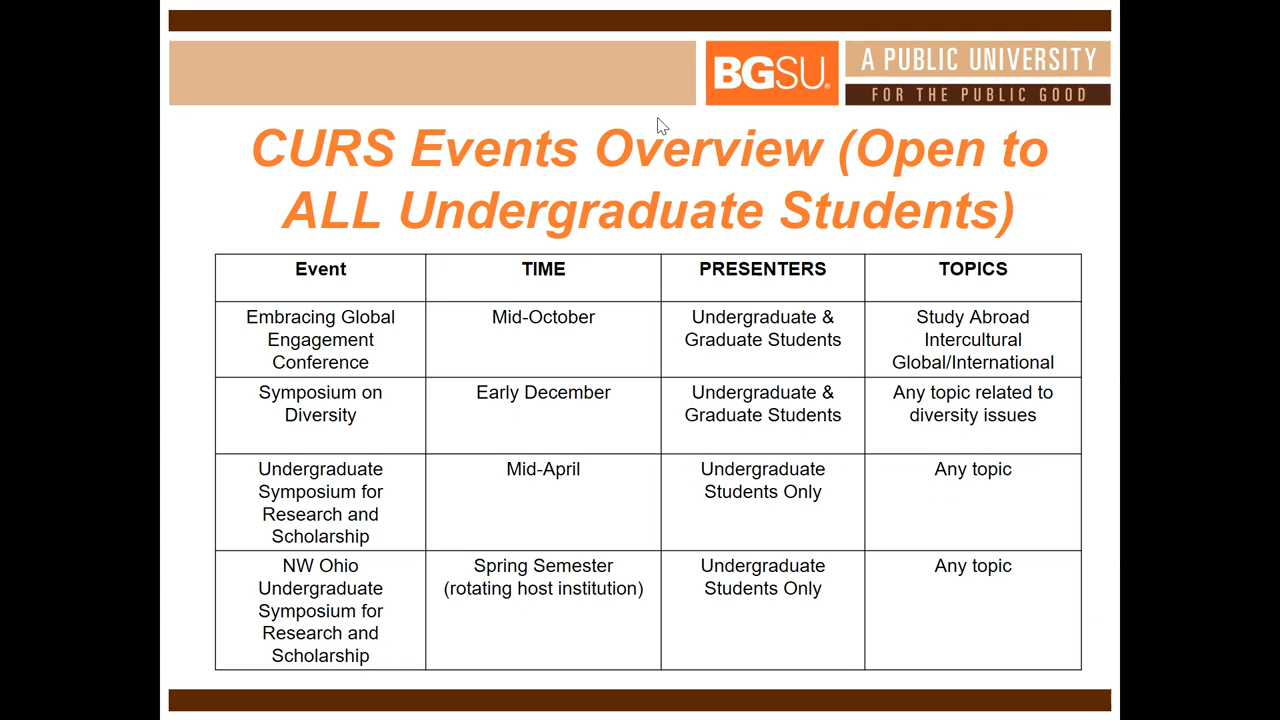 BGSU®
A PUBLIC UNIVERSITY
FOR THE PUBLIC GOOD
CURS Events Overview (Open to
ALL Undergraduate Students)
Event
TIME
PRESENTERS
TOPICS
Embracing Global
Engagement
Conference
Mid-October
Undergraduate &
Graduate Students
Study Abroad
Intercultural
Global/International
Symposium on
Diversity
Early December
Undergraduate &
Graduate Students
Any topic related to
diversity issues
Undergraduate
Symposium for
Research and
Scholarship
Mid-April
Undergraduate
Students Only
Any topic
NW Ohio
Undergraduate
Symposium for
Research and
Scholarship
Spring Semester
(rotating host institution)
Undergraduate
Students Only
Any topic